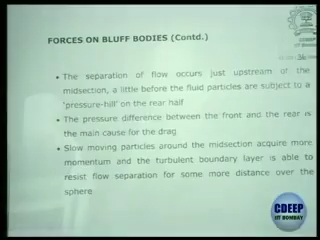 FORCES ON BLUFF BODIES (Contd.)
• The separation of flow occurs just upstream of the
midsection, a little before the fluid particles are subject to a
'pressure-hill' on the rear half
• The pressure difference between the front and the rear is
the main cause for the drag
• Slow moving particles around the midsection acquire more
momentum and the turbulent boundary layer is able to
resist flow separation for some more distance over the
sphere
CDEEP
IIT BOMBAY
CDEEP
IIT BOMBAY